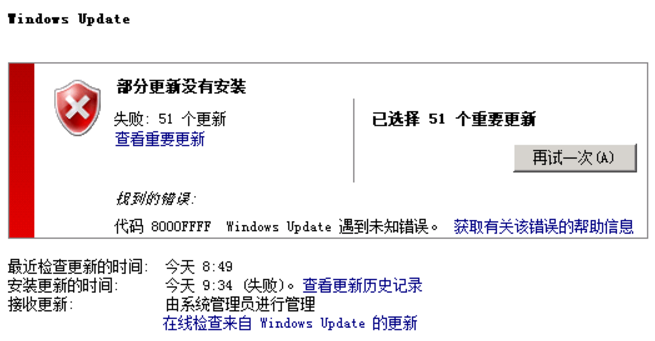 Windows Update
部分更新没有安装
失败: 51 个更新
查看重要更新
已选择 51 个重要更新
再试一次(A)
找到的错误:
代码 8000FFFF Windows Update 遇到未知错误。 获取有关该错误的帮助信息
最近检查更新的时间: 今天 8:49
安装更新的时间: 今天 9:34 (失败)。查看更新历史记录
接收更新: 由系统管理员进行管理
在线检查来自 Windows Update 的更新